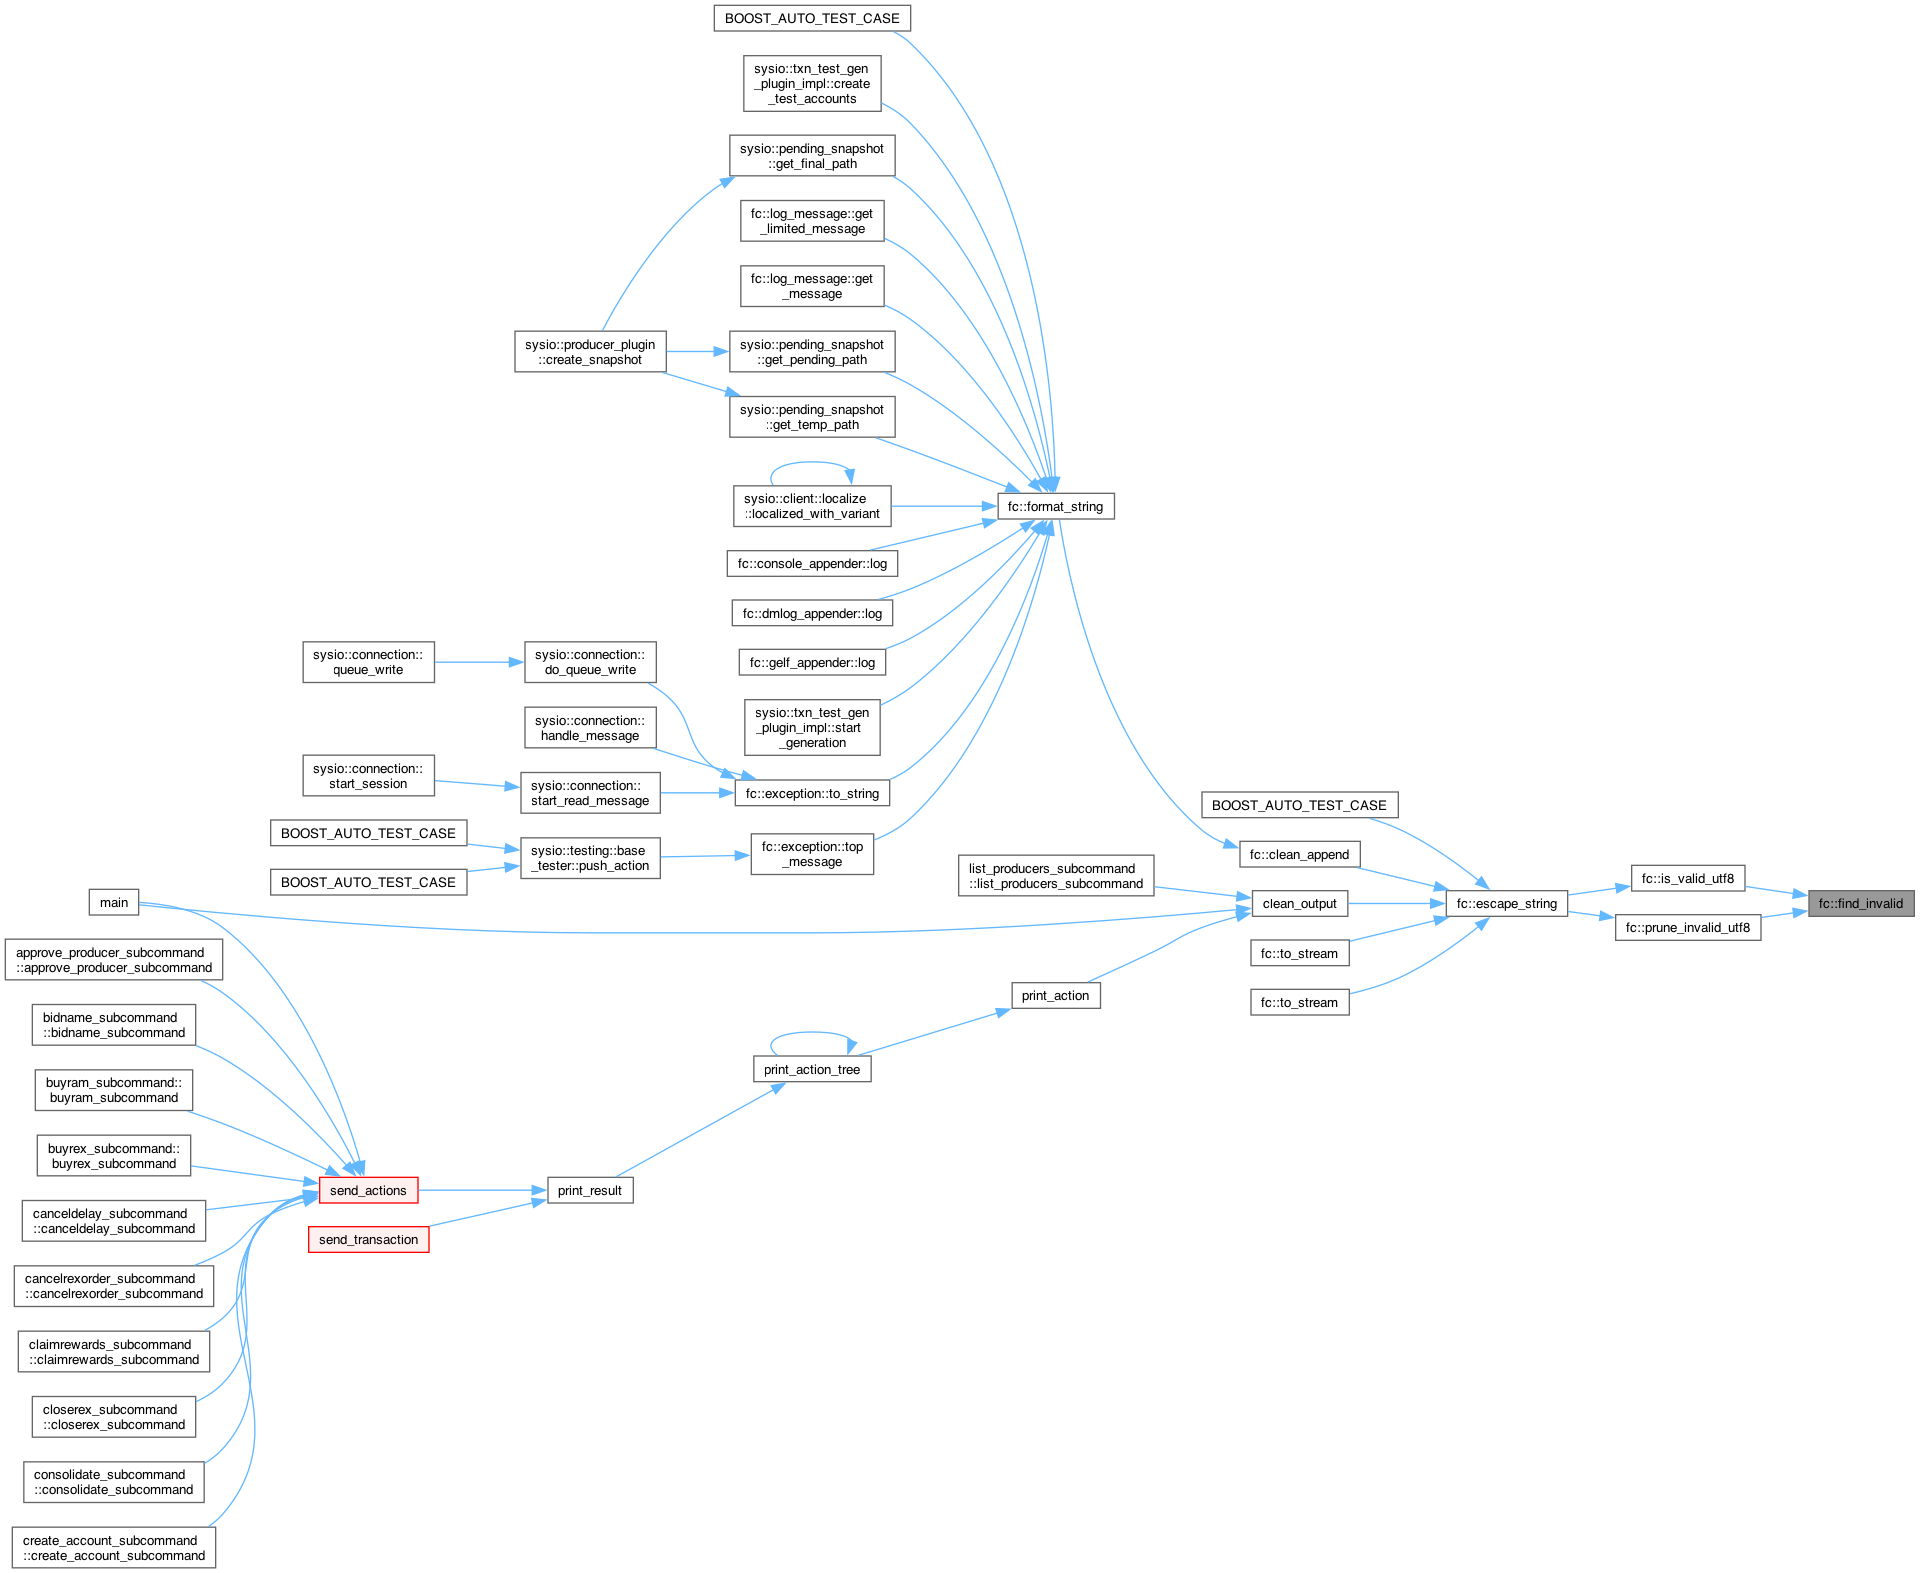 BOOST_AUTO_TEST_CASE
sysio::txn_test_gen
_plugin_impl::create
_test_accounts
sysio::pending_snapshot
::get_final_path
fc::log_message::get
_limited_message
fc::log_message::get
_message
sysio::producer_plugin
::create_snapshot
sysio::pending_snapshot
::get_pending_path
sysio::pending_snapshot
::get_temp_path
sysio::client::localize
::localized_with_variant
fc::format_string
fc::console_appender::log
fc::dmlog_appender::log
fc::gelf_appender::log
sysio::connection::
queue_write
sysio::connection::
do_queue_write
sysio::txn_test_gen
_plugin_impl::start
_generation
sysio::connection::
handle_message
sysio::connection::
start_session
sysio::connection::
start_read_message
fc::exception::to_string
BOOST_AUTO_TEST_CASE
BOOST_AUTO_TEST_CASE
BOOST_AUTO_TEST_CASE
sysio::testing::base
_tester::push_action
fc::exception::top
_message
fc::clean_append
list_producers_subcommand
::list_producers_subcommand
fc::is_valid_utf8
main
clean_output
fc::escape_string
fc::find_invalid
fc::prune_invalid_utf8
approve_producer_subcommand
::approve_producer_subcommand
fc::to_stream
print_action
fc::to_stream
bidname_subcommand
::bidname_subcommand
print_action_tree
buyram_subcommand::
buyram_subcommand
buyrex_subcommand::
buyrex_subcommand
send_actions
print_result
canceldelay_subcommand
::canceldelay_subcommand
send_transaction
cancelrexorder_subcommand
::cancelrexorder_subcommand
claimrewards_subcommand
::claimrewards_subcommand
closerex_subcommand
::closerex_subcommand
consolidate_subcommand
::consolidate_subcommand
create_account_subcommand
::create_account_subcommand